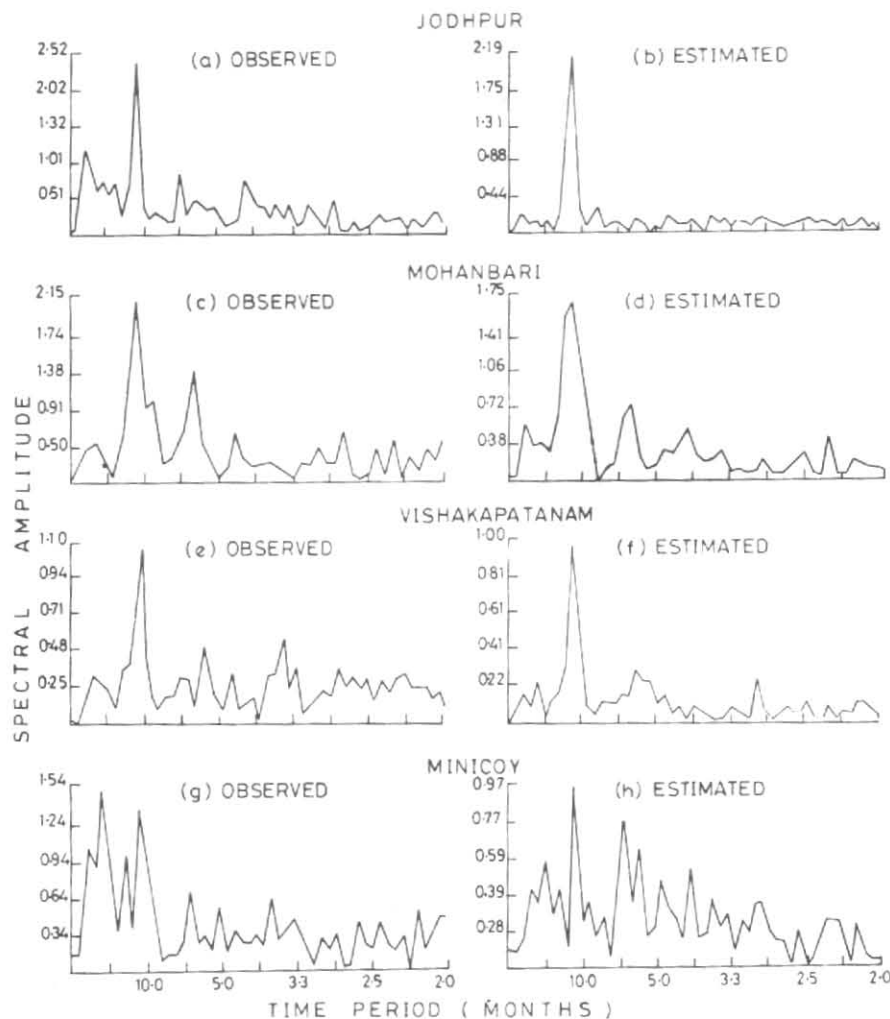 JODHPUR
(a) OBSERVED
2·52
2·02
1·32
1·01
0·51
(b) ESTIMATED
2·19
1·75
1·31
0·88
0·44
MOHANBARI
(c) OBSERVED
2·15
1·74
1·38
0·91
0·50
(d) ESTIMATED
1·75
1·41
1·06
0·72
0·38
VISHAKAPATANAM
(e) OBSERVED
1·10
0·94
0·71
0·48
0·25
(f) ESTIMATED
1·00
0·81
0·61
0·41
0·22
MINICOY
(g) OBSERVED
1·54
1·24
0·94
0·64
0·34
(h) ESTIMATED
0·97
0·77
0·59
0·39
0·28
SPECTRAL AMPLITUDE
10·0 5·0 3·3 2·5 2·0
10·0 5·0 3·3 2·5 2·0
TIME PERIOD (MONTHS)